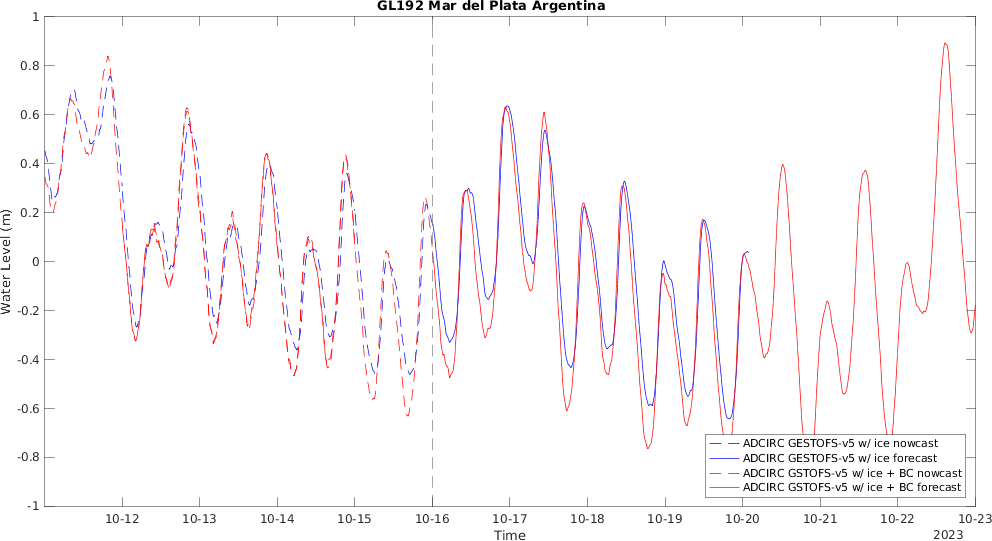 GL192 Mar del Plata Argentina
Water Level (m)
1
0.8
0.6
0.4
0.2
0
-0.2
-0.4
-0.6
-0.8
-1
10-12 10-13 10-14 10-15 10-16 10-17 10-18 10-19 10-20 10-21 10-22 10-23
Time
2023
ADCIRC GESTOFS-v5 w/ ice nowcast
ADCIRC GESTOFS-v5 w/ ice forecast
ADCIRC GSTOFS-v5 w/ ice + BC nowcast
ADCIRC GSTOFS-v5 w/ ice + BC forecast